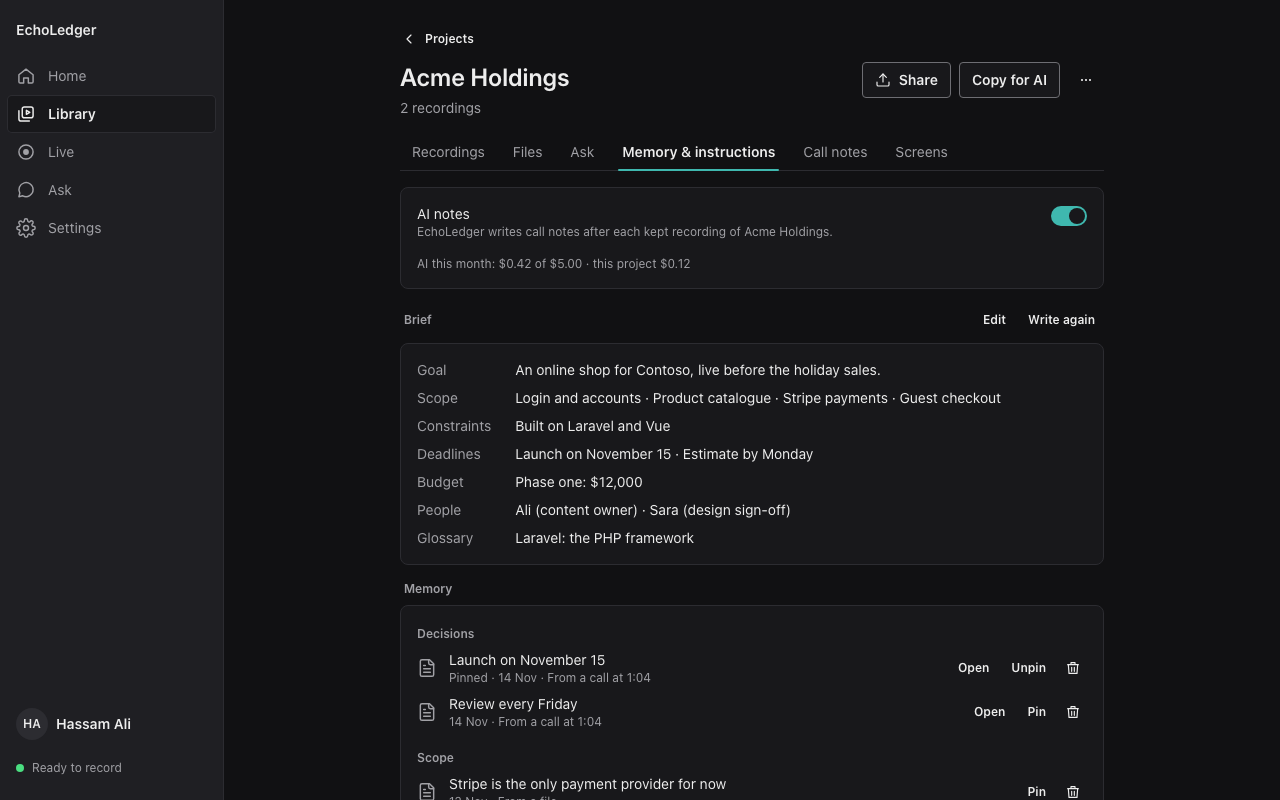 EchoLedger
Home
Library
Live
Ask
Settings
HA
Hassam Ali
Ready to record
Projects
Acme Holdings
2 recordings
Share
Copy for AI
Recordings
Files
Ask
Memory & instructions
Call notes
Screens
AI notes
EchoLedger writes call notes after each kept recording of Acme Holdings.
AI this month: $0.42 of $5.00 · this project $0.12
Brief
Edit
Write again
Goal An online shop for Contoso, live before the holiday sales.
Scope Login and accounts · Product catalogue · Stripe payments · Guest checkout
Constraints Built on Laravel and Vue
Deadlines Launch on November 15 · Estimate by Monday
Budget Phase one: $12,000
People Ali (content owner) · Sara (design sign-off)
Glossary Laravel: the PHP framework
Memory
Decisions
Launch on November 15
Pinned · 14 Nov · From a call at 1:04
Open
Unpin
Review every Friday
14 Nov · From a call at 1:04
Open
Pin
Scope
Stripe is the only payment provider for now
Pin